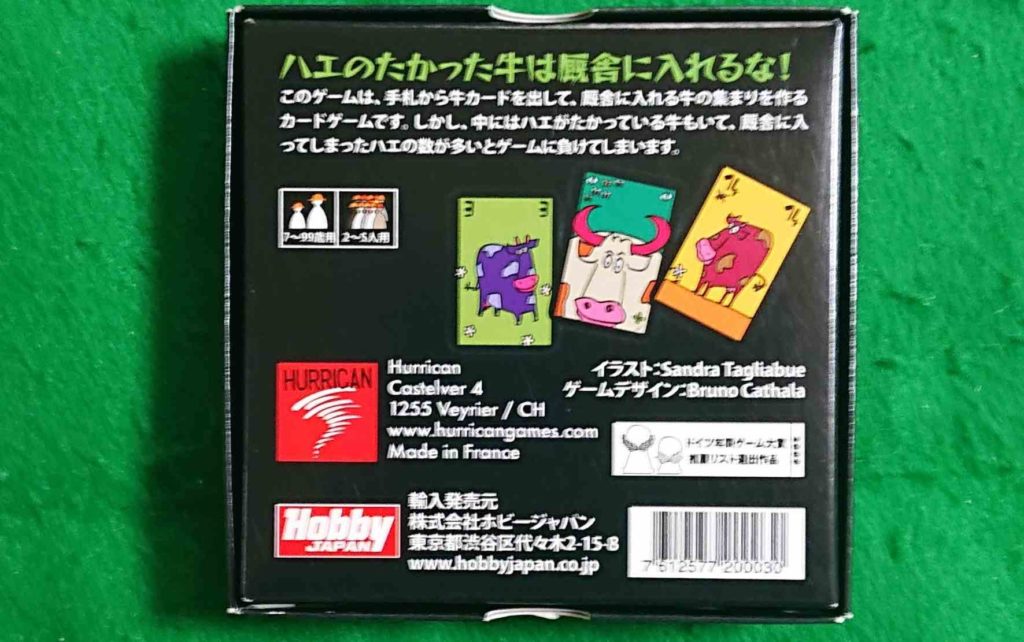 ハエのたかった牛は厩舎に入れるな!
このゲームは、手札から牛カードを出して、厩舎に入れる牛の集まりを作る
カードゲームです。しかし、中にはハエがたかっている牛もいて、厩舎に入
ってしまったハエの数が多いとゲームに負けてしまいます。
7～99歳用 2～5人用
3 3
14 14
HURRICAN
Hurrican
Castelver 4
1255 Veyrier / CH
www.hurricangames.com
Made in France
イラスト:Sandra Tagliabue
ゲームデザイン:Bruno Cathala
ドイツ年間ゲーム大賞
推薦リスト選出作品
Hobby
JAPAN
輸入発売元
株式会社ホビージャパン
東京都渋谷区代々木2-15-8
www.hobbyjapan.co.jp
7 612577 200030